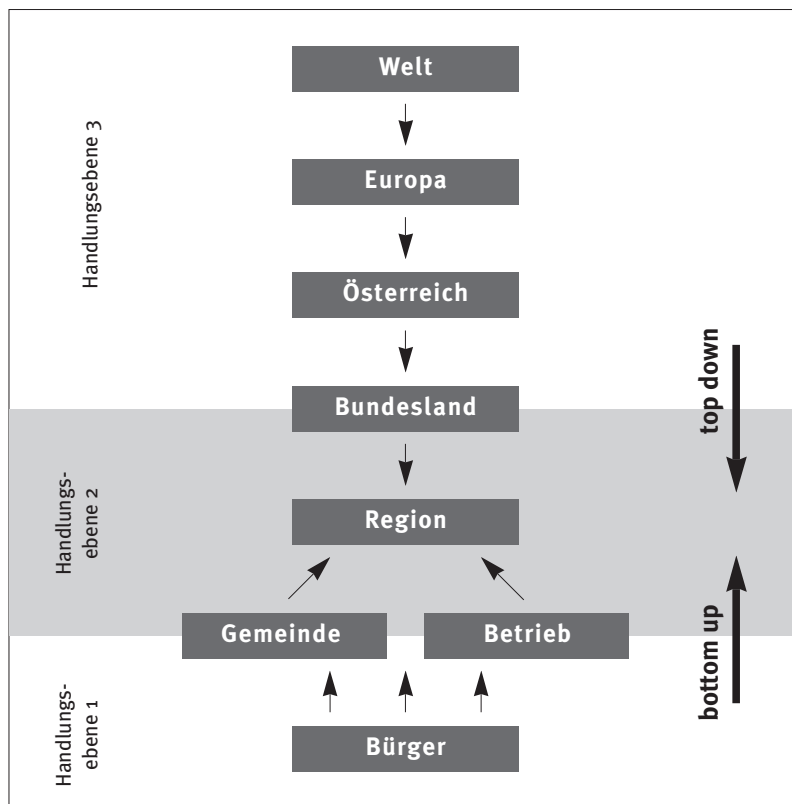 Welt
Europa
Österreich
Bundesland
Region
Gemeinde
Betrieb
Bürger
Handlungsebene 3
Handlungs-
ebene 2
Handlungs-
ebene 1
top down
bottom up